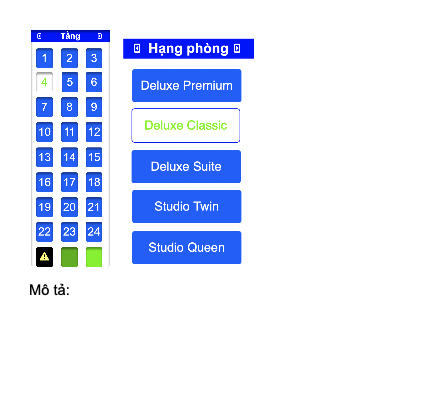 Tầng
1 2 3
4 5 6
7 8 9
10 11 12
13 14 15
16 17 18
19 20 21
22 23 24
Hạng phòng
Deluxe Premium
Deluxe Classic
Deluxe Suite
Studio Twin
Studio Queen
Mô tả: